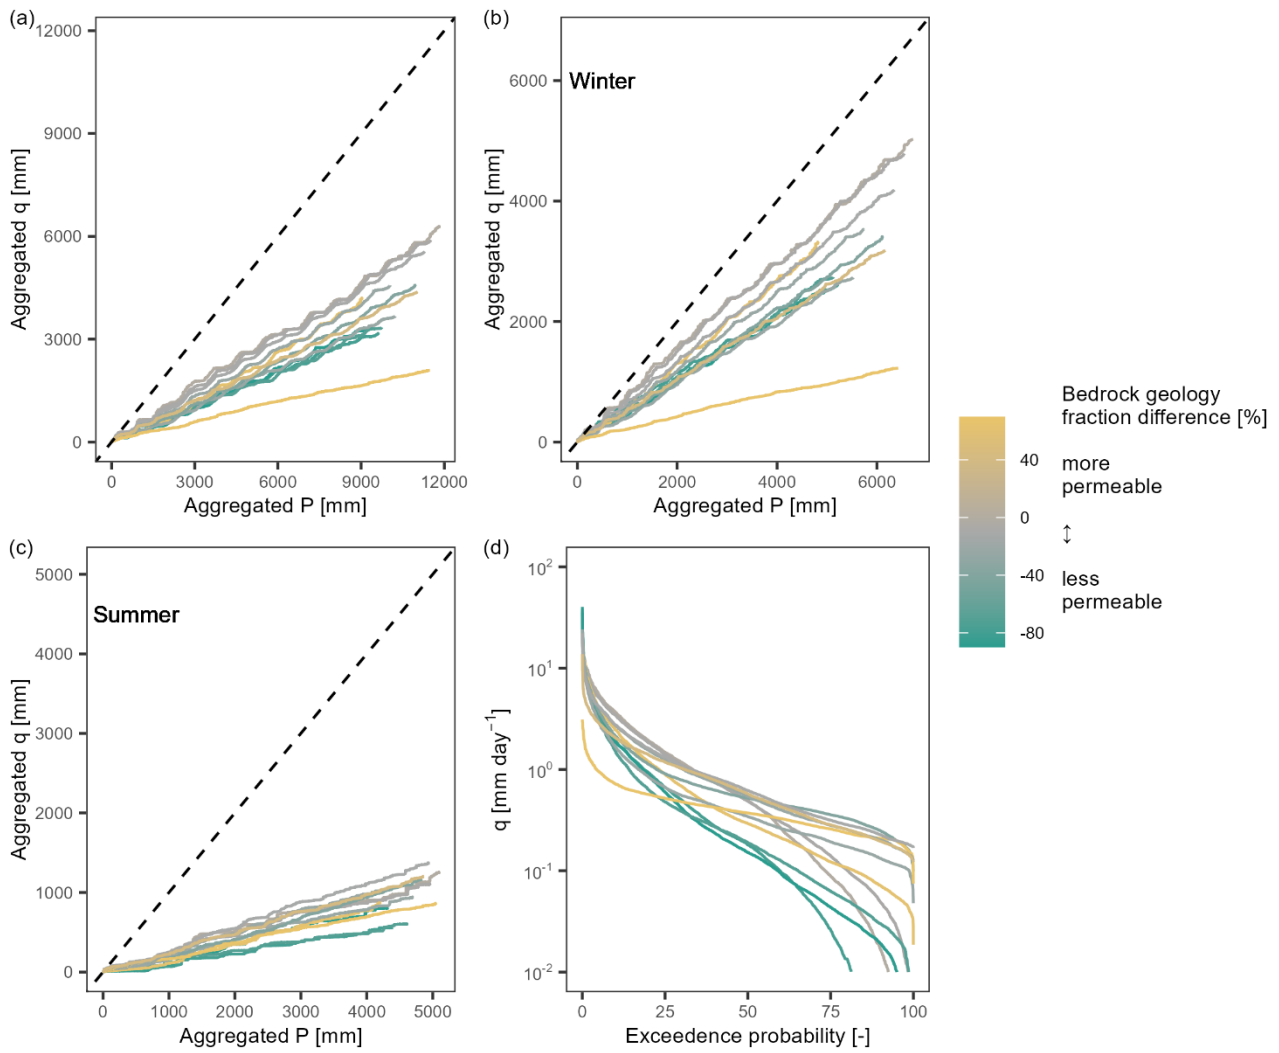 (a)
12000
9000
6000
3000
0
Aggregated q [mm]
0 3000 6000 9000 12000
Aggregated P [mm]
(b)
Winter
6000
4000
2000
0
Aggregated q [mm]
0 2000 4000 6000
Aggregated P [mm]
(c)
Summer
5000
4000
3000
2000
1000
0
Aggregated q [mm]
0 1000 2000 3000 4000 5000
Aggregated P [mm]
(d)
10²
10¹
10⁰
10⁻¹
10⁻²
q [mm day⁻¹]
0 25 50 75 100
Exceedence probability [-]
Bedrock geology
fraction difference [%]
40
0
-40
-80
more
permeable
↕
less
permeable